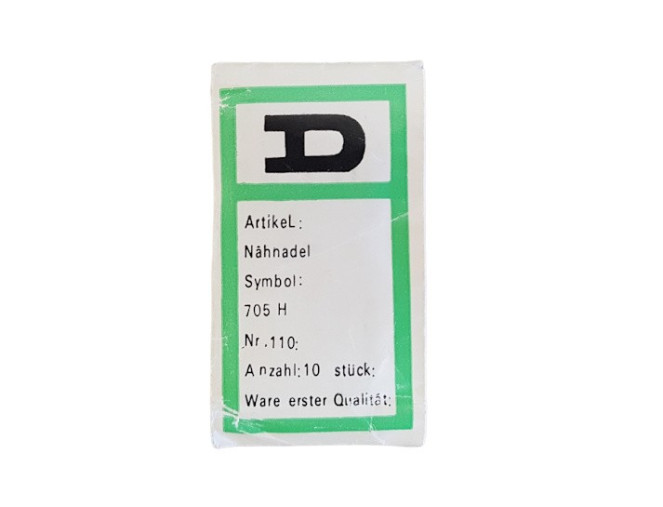 D
ArtikeL:
Nähnadel
Symbol:
705 H
Nr.110:
Anzahl:10 stück:
Ware erster Qualität: